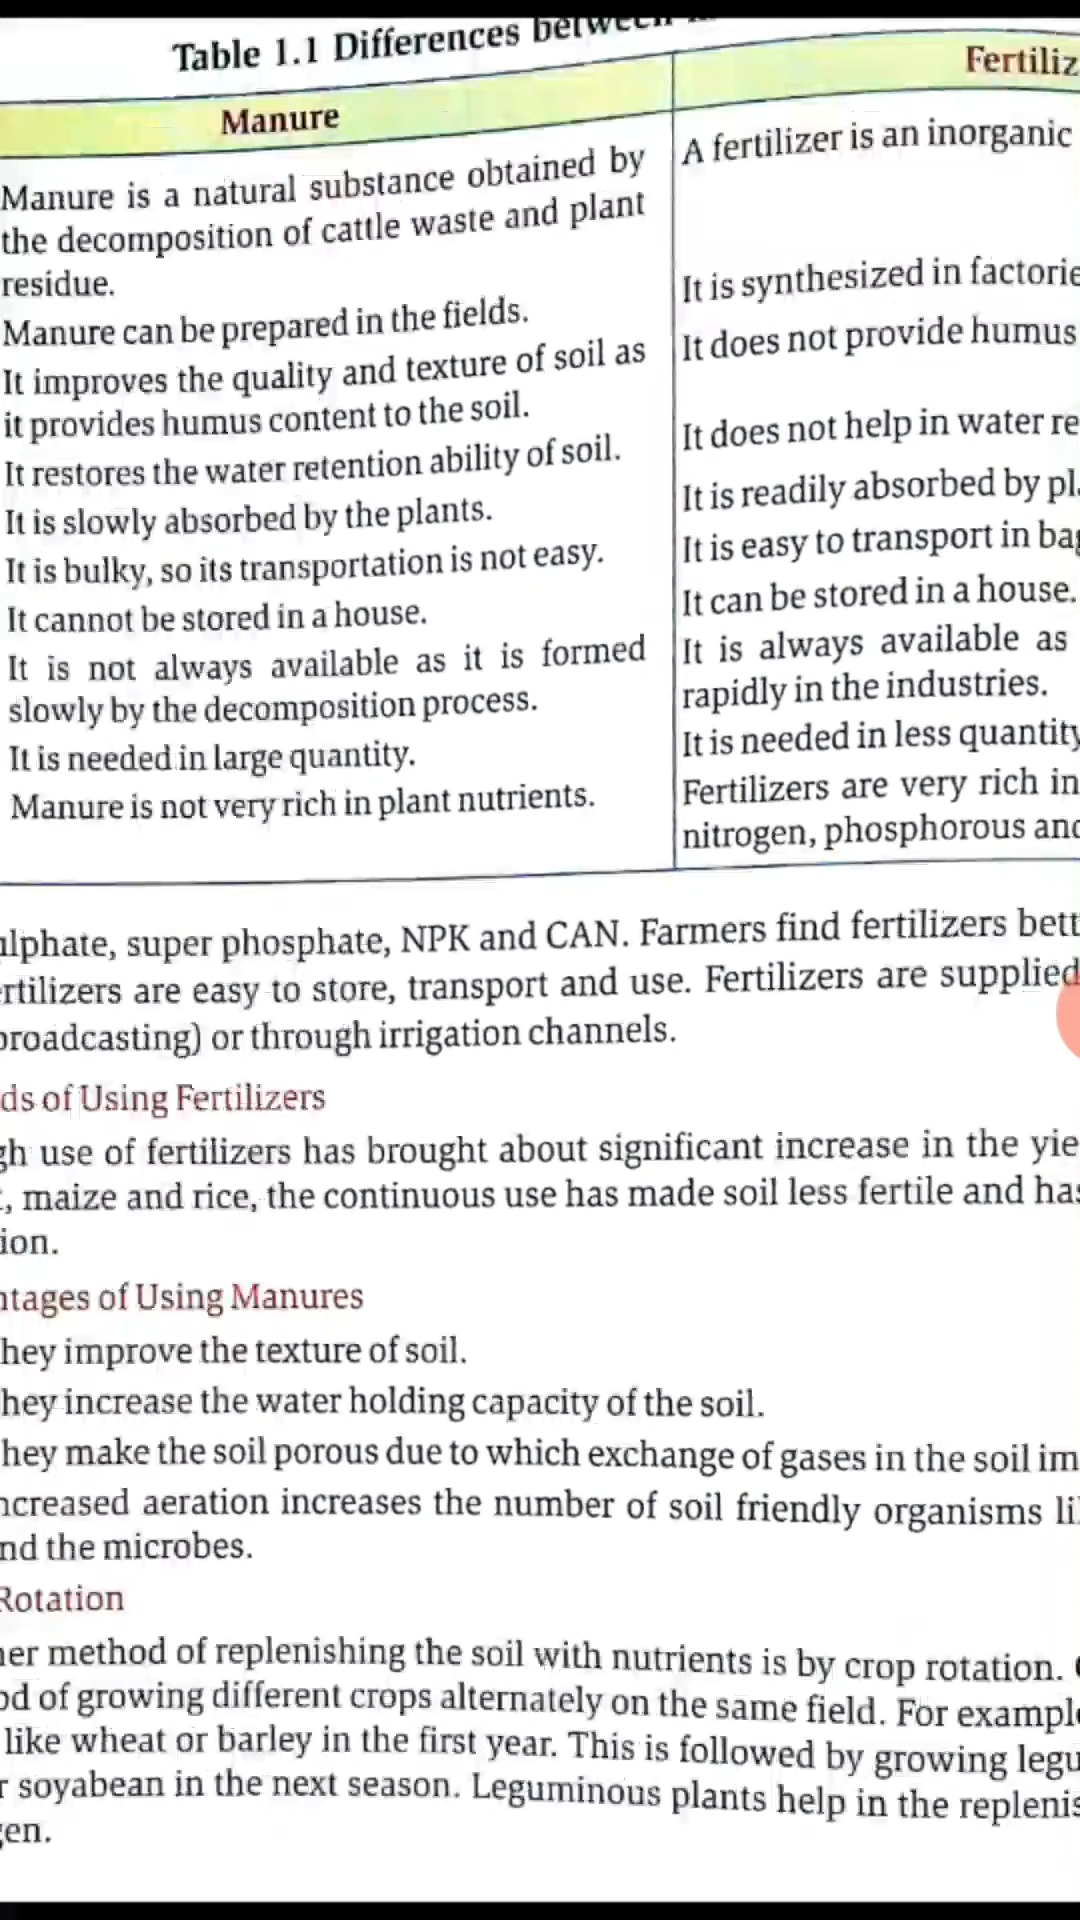 Table 1.1 Differences between
Manure
Manure is a natural substance obtained by
the decomposition of cattle waste and plant
residue.
Manure can be prepared in the fields.
It improves the quality and texture of soil as
it provides humus content to the soil.
It restores the water retention ability of soil.
It is slowly absorbed by the plants.
It is bulky, so its transportation is not easy.
It cannot be stored in a house.
It is not always available as it is formed
slowly by the decomposition process.
It is needed in large quantity.
Manure is not very rich in plant nutrients.
Fertiliz
A fertilizer is an inorganic
It is synthesized in factorie
It does not provide humus
It does not help in water re
It is readily absorbed by pl
It is easy to transport in bag
It can be stored in a house.
It is always available as
rapidly in the industries.
It is needed in less quantity
Fertilizers are very rich in
nitrogen, phosphorous and
ulphate, super phosphate, NPK and CAN. Farmers find fertilizers bett
rtilizers are easy to store, transport and use. Fertilizers are supplied
broadcasting) or through irrigation channels.
ds of Using Fertilizers
gh use of fertilizers has brought about significant increase in the yie
, maize and rice, the continuous use has made soil less fertile and has
ion.
ntages of Using Manures
hey improve the texture of soil.
hey increase the water holding capacity of the soil.
hey make the soil porous due to which exchange of gases in the soil im
ncreased aeration increases the number of soil friendly organisms li
nd the microbes.
Rotation
er method of replenishing the soil with nutrients is by crop rotation.
od of growing different crops alternately on the same field. For example
like wheat or barley in the first year. This is followed by growing legu
r soyabean in the next season. Leguminous plants help in the replenis
gen.